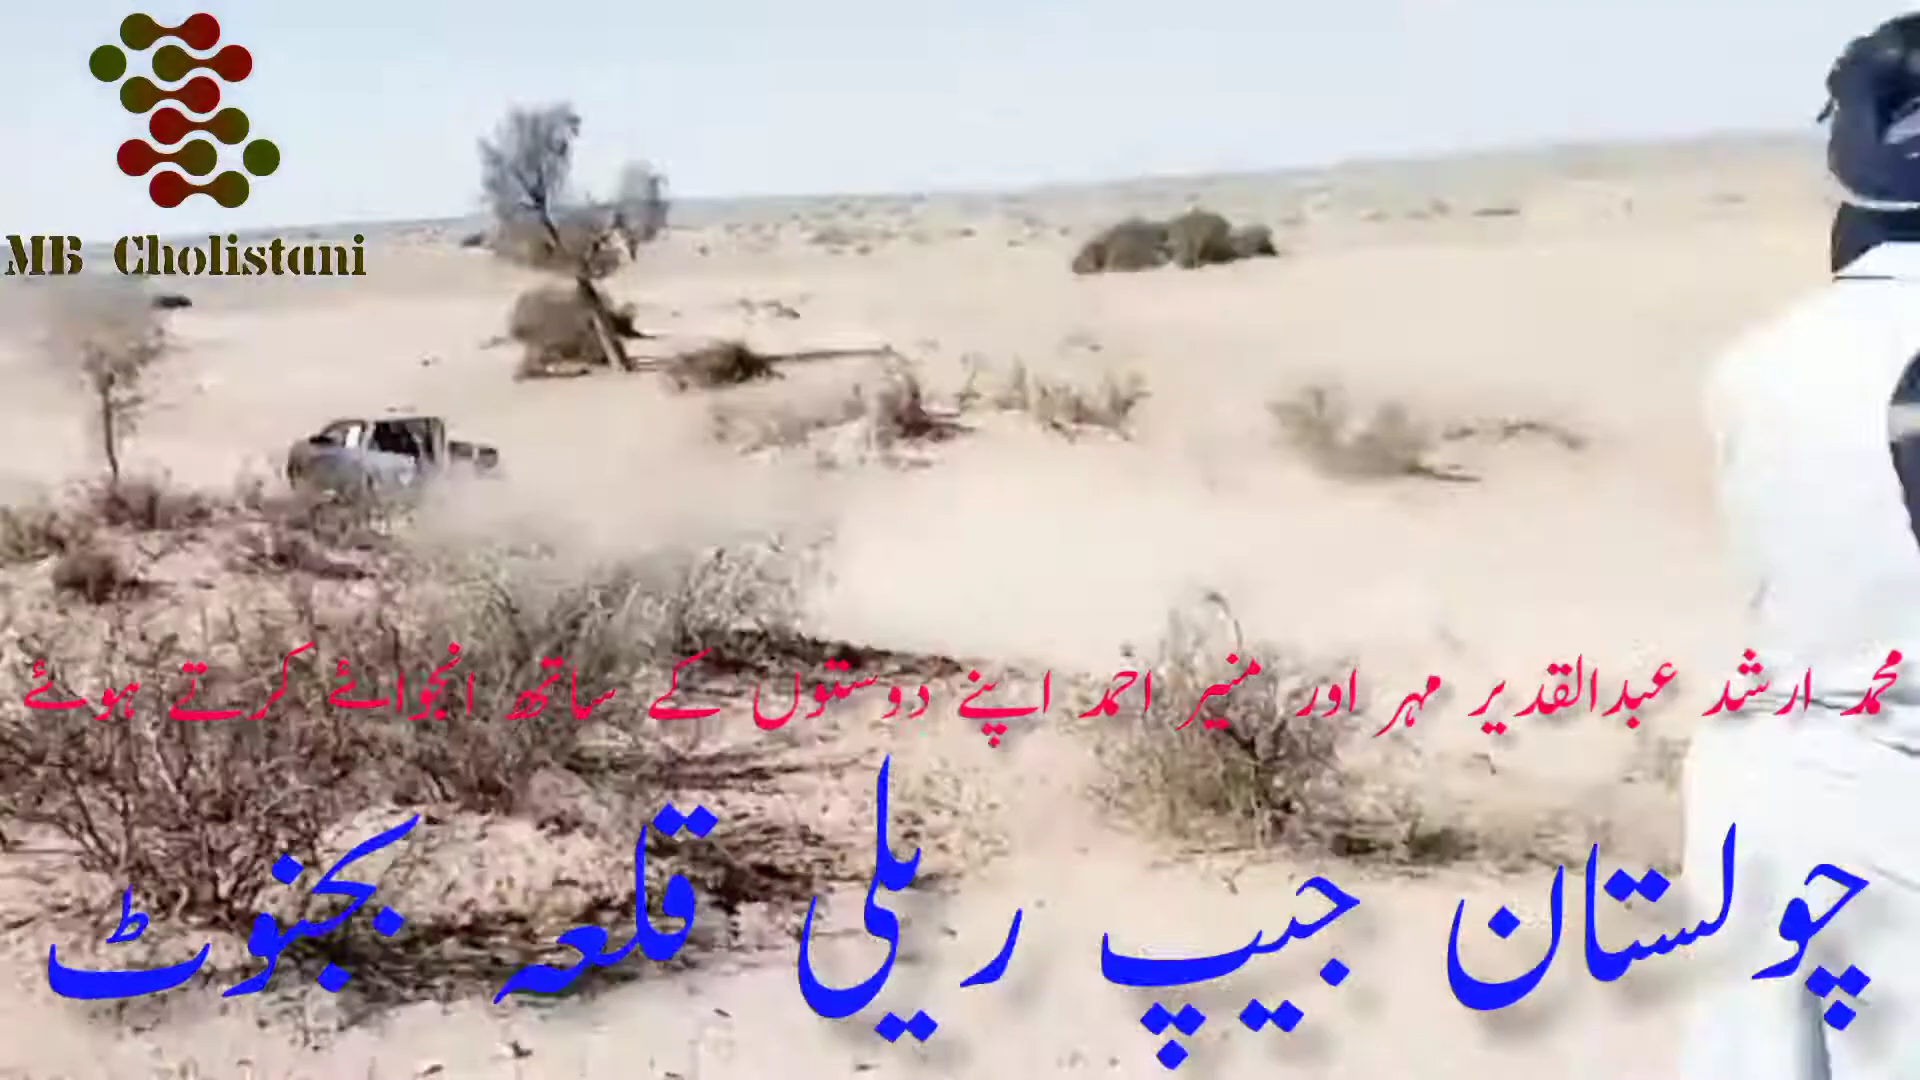 MB Cholistani
محمد ارشد عبدالقدیر مہر اور منیر احمد اپنے دوستوں کے ساتھ انجوائے کرتے ہوئے
چولستان جیپ ریلی قلعہ بجنوٹ